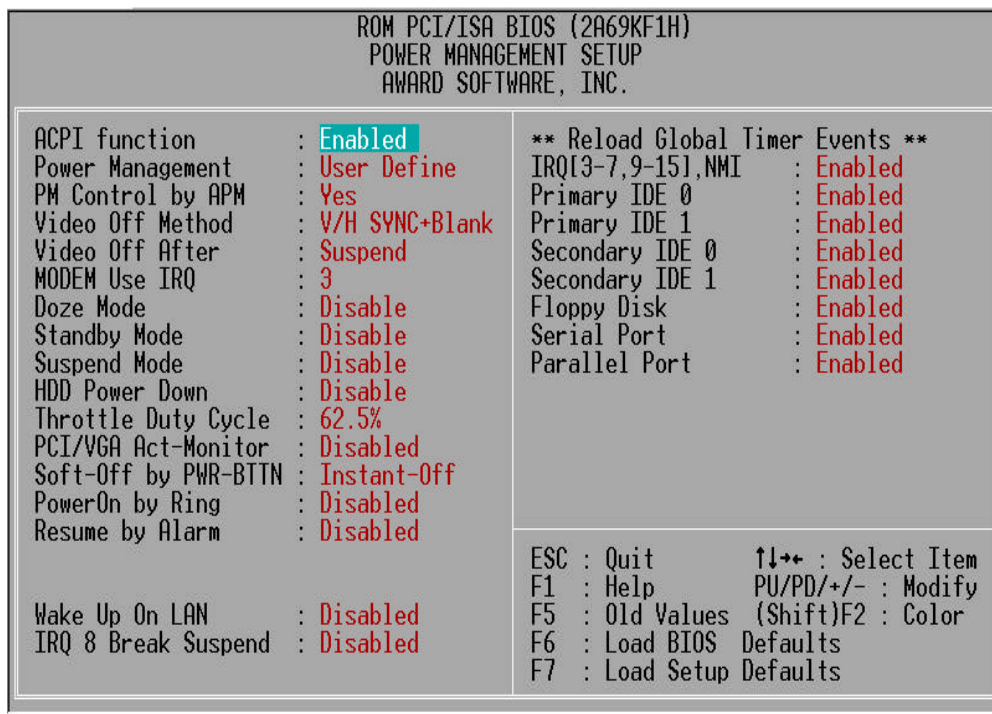 ROM PCI/ISA BIOS (2A69KF1H)
POWER MANAGEMENT SETUP
AWARD SOFTWARE, INC.
ACPI function : Enabled
Power Management : User Define
PM Control by APM : Yes
Video Off Method : V/H SYNC+Blank
Video Off After : Suspend
MODEM Use IRQ : 3
Doze Mode : Disable
Standby Mode : Disable
Suspend Mode : Disable
HDD Power Down : Disable
Throttle Duty Cycle : 62.5%
PCI/VGA Act-Monitor : Disabled
Soft-Off by PWR-BTTN : Instant-Off
PowerOn by Ring : Disabled
Resume by Alarm : Disabled
Wake Up On LAN : Disabled
IRQ 8 Break Suspend : Disabled
** Reload Global Timer Events **
IRQ[3-7,9-15],NMI : Enabled
Primary IDE 0 : Enabled
Primary IDE 1 : Enabled
Secondary IDE 0 : Enabled
Secondary IDE 1 : Enabled
Floppy Disk : Enabled
Serial Port : Enabled
Parallel Port : Enabled
ESC : Quit ↑↓→← : Select Item
F1 : Help PU/PD/+/- : Modify
F5 : Old Values (Shift)F2 : Color
F6 : Load BIOS Defaults
F7 : Load Setup Defaults